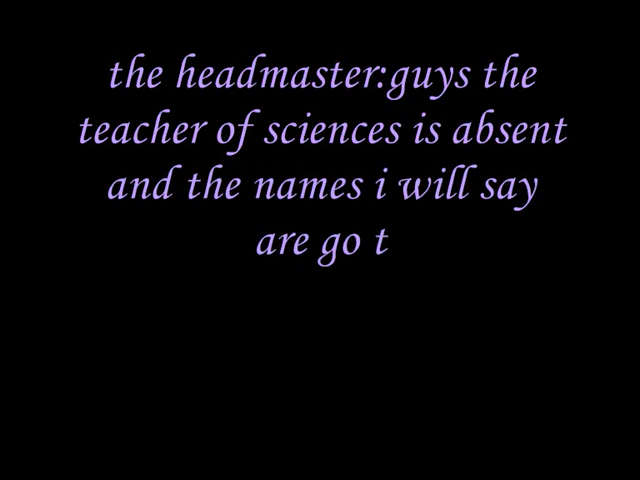 the headmaster:guys the
teacher of sciences is absent
and the names i will say
are go t